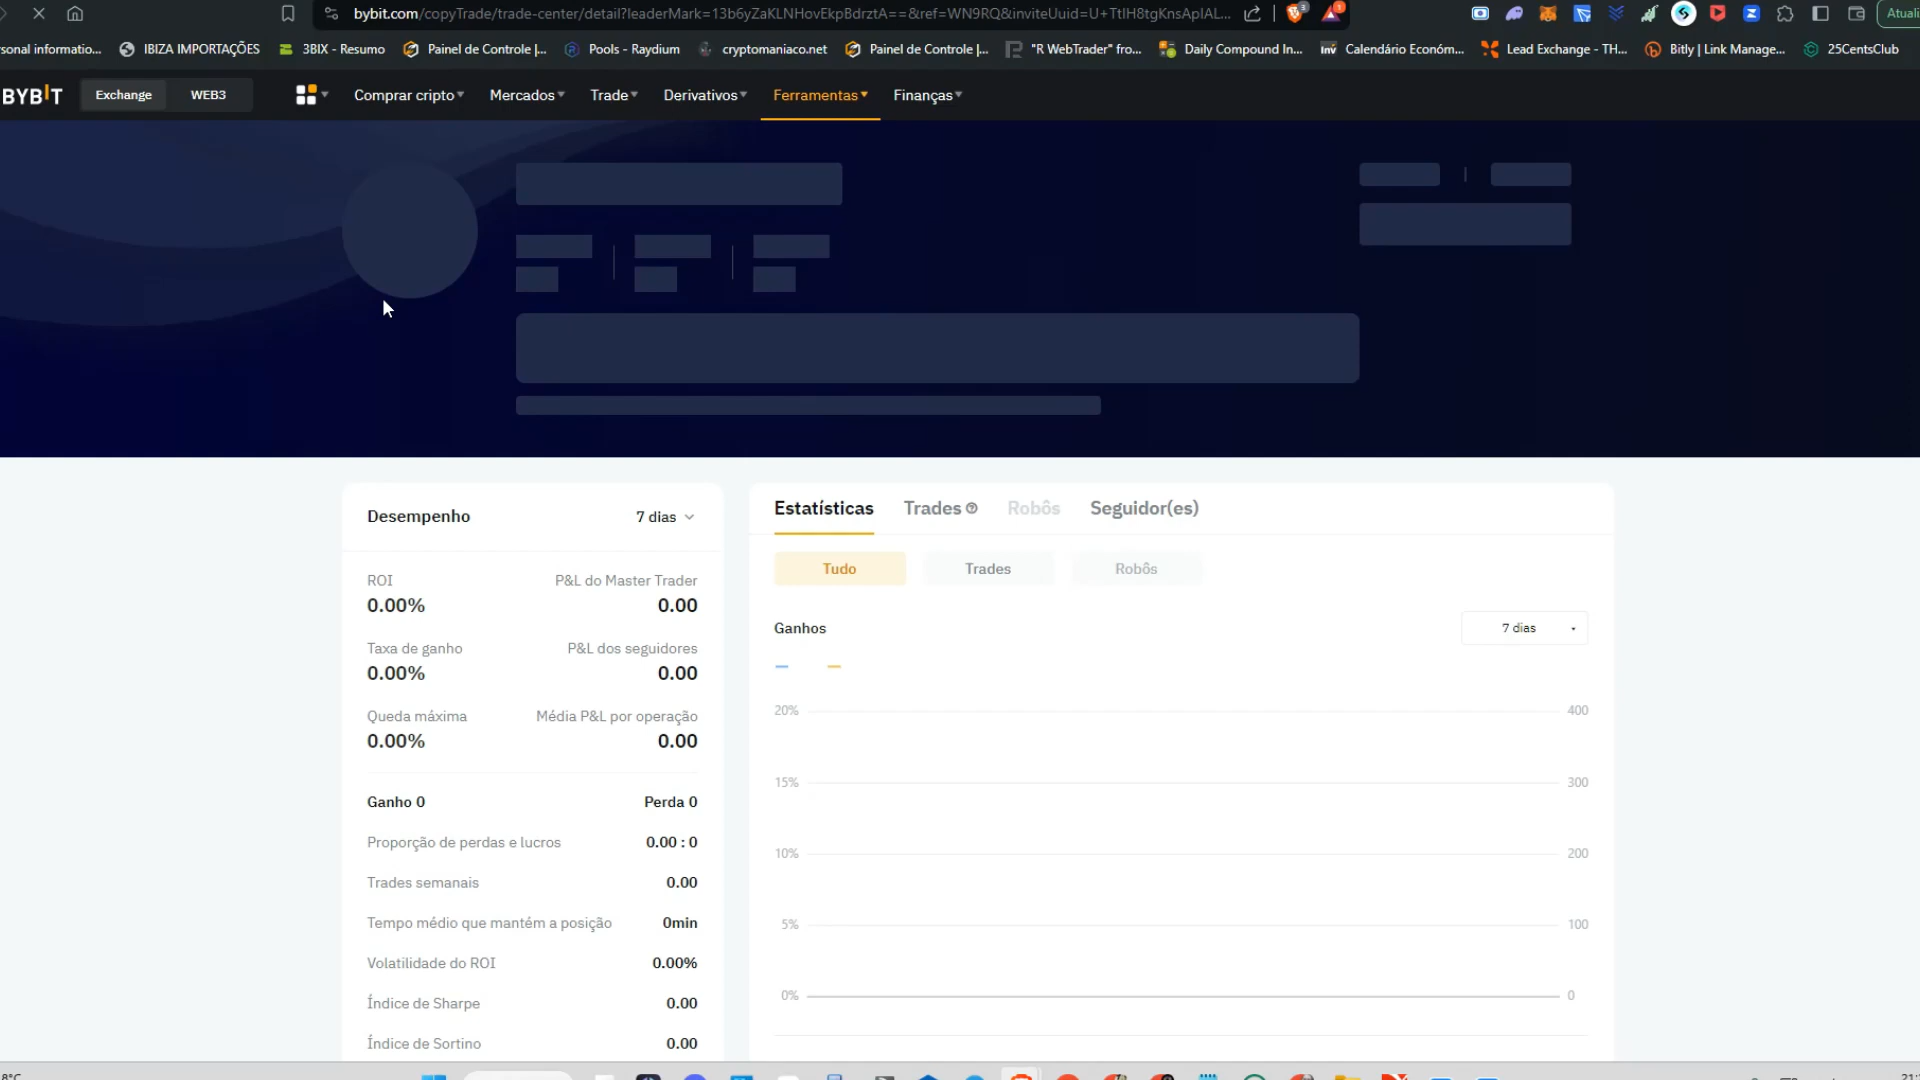 bybit.com/copyTrade/trade-center/detail?leaderMark=13b6yZaKLNHovEkpBdrztA==&ref=WN9RQ&inviteUuid=U+TtIH8tgKnsApIAL...
3
1
Atuali
sonal informatio...
IBIZA IMPORTAÇÕES
3BIX - Resumo
Painel de Controle |...
Pools - Raydium
cryptomaniaco.net
Painel de Controle |...
"R WebTrader" fro...
Daily Compound In...
Inv Calendário Económ...
Lead Exchange - TH...
Bitly | Link Manage...
25CentsClub
BYBIT
Exchange
WEB3
Comprar cripto
Mercados
Trade
Derivativos
Ferramentas
Finanças
Desempenho
7 dias
ROI
P&L do Master Trader
0.00%
0.00
Taxa de ganho
P&L dos seguidores
0.00%
0.00
Queda máxima
Média P&L por operação
0.00%
0.00
Ganho 0
Perda 0
Proporção de perdas e lucros
0.00 : 0
Trades semanais
0.00
Tempo médio que mantém a posição
0min
Volatilidade do ROI
0.00%
Índice de Sharpe
0.00
Índice de Sortino
0.00
Estatísticas
Trades
Robôs
Seguidor(es)
Tudo
Trades
Robôs
Ganhos
7 dias
20%
400
15%
300
10%
200
5%
100
0%
0
8°C